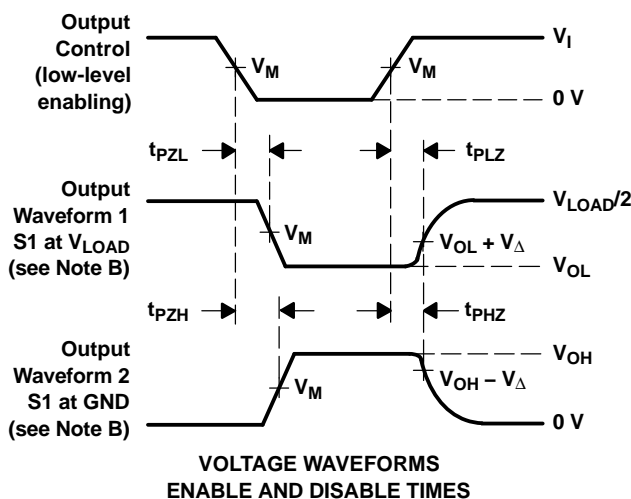 Output
Control
(low-level
enabling)
V_M
V_M
V_I
0 V
t_PZL
t_PLZ
Output
Waveform 1
S1 at V_LOAD
(see Note B)
V_M
V_LOAD/2
V_OL + V_Δ
V_OL
t_PZH
t_PHZ
Output
Waveform 2
S1 at GND
(see Note B)
V_M
V_OH
V_OH – V_Δ
0 V
VOLTAGE WAVEFORMS
ENABLE AND DISABLE TIMES